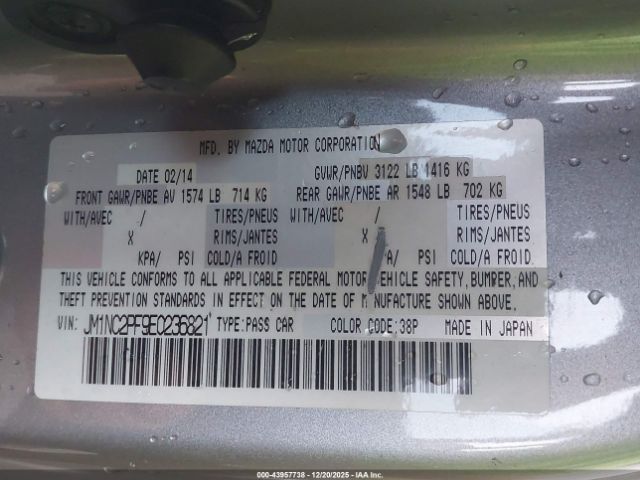 MFD. BY MAZDA MOTOR CORPORATION
DATE 02/14 GVWR/PNBV 3122 LB 1416 KG
FRONT GAWR/PNBE AV 1574 LB 714 KG REAR GAWR/PNBE AR 1548 LB 702 KG
WITH/AVEC / TIRES/PNEUS WITH/AVEC / TIRES/PNEUS
X RIMS/JANTES X RIMS/JANTES
KPA/ PSI COLD/A FROID PA/ PSI COLD/A FROID
THIS VEHICLE CONFORMS TO ALL APPLICABLE FEDERAL MOTOR VEHICLE SAFETY, BUMPER, AND
THEFT PREVENTION STANDARDS IN EFFECT ON THE DATE OF MANUFACTURE SHOWN ABOVE.
VIN: JM1NC2PF9E0236821 TYPE: PASS CAR COLOR CODE: 38P MADE IN JAPAN
000-43957738 - 12/20/2025 - IAAI.COM